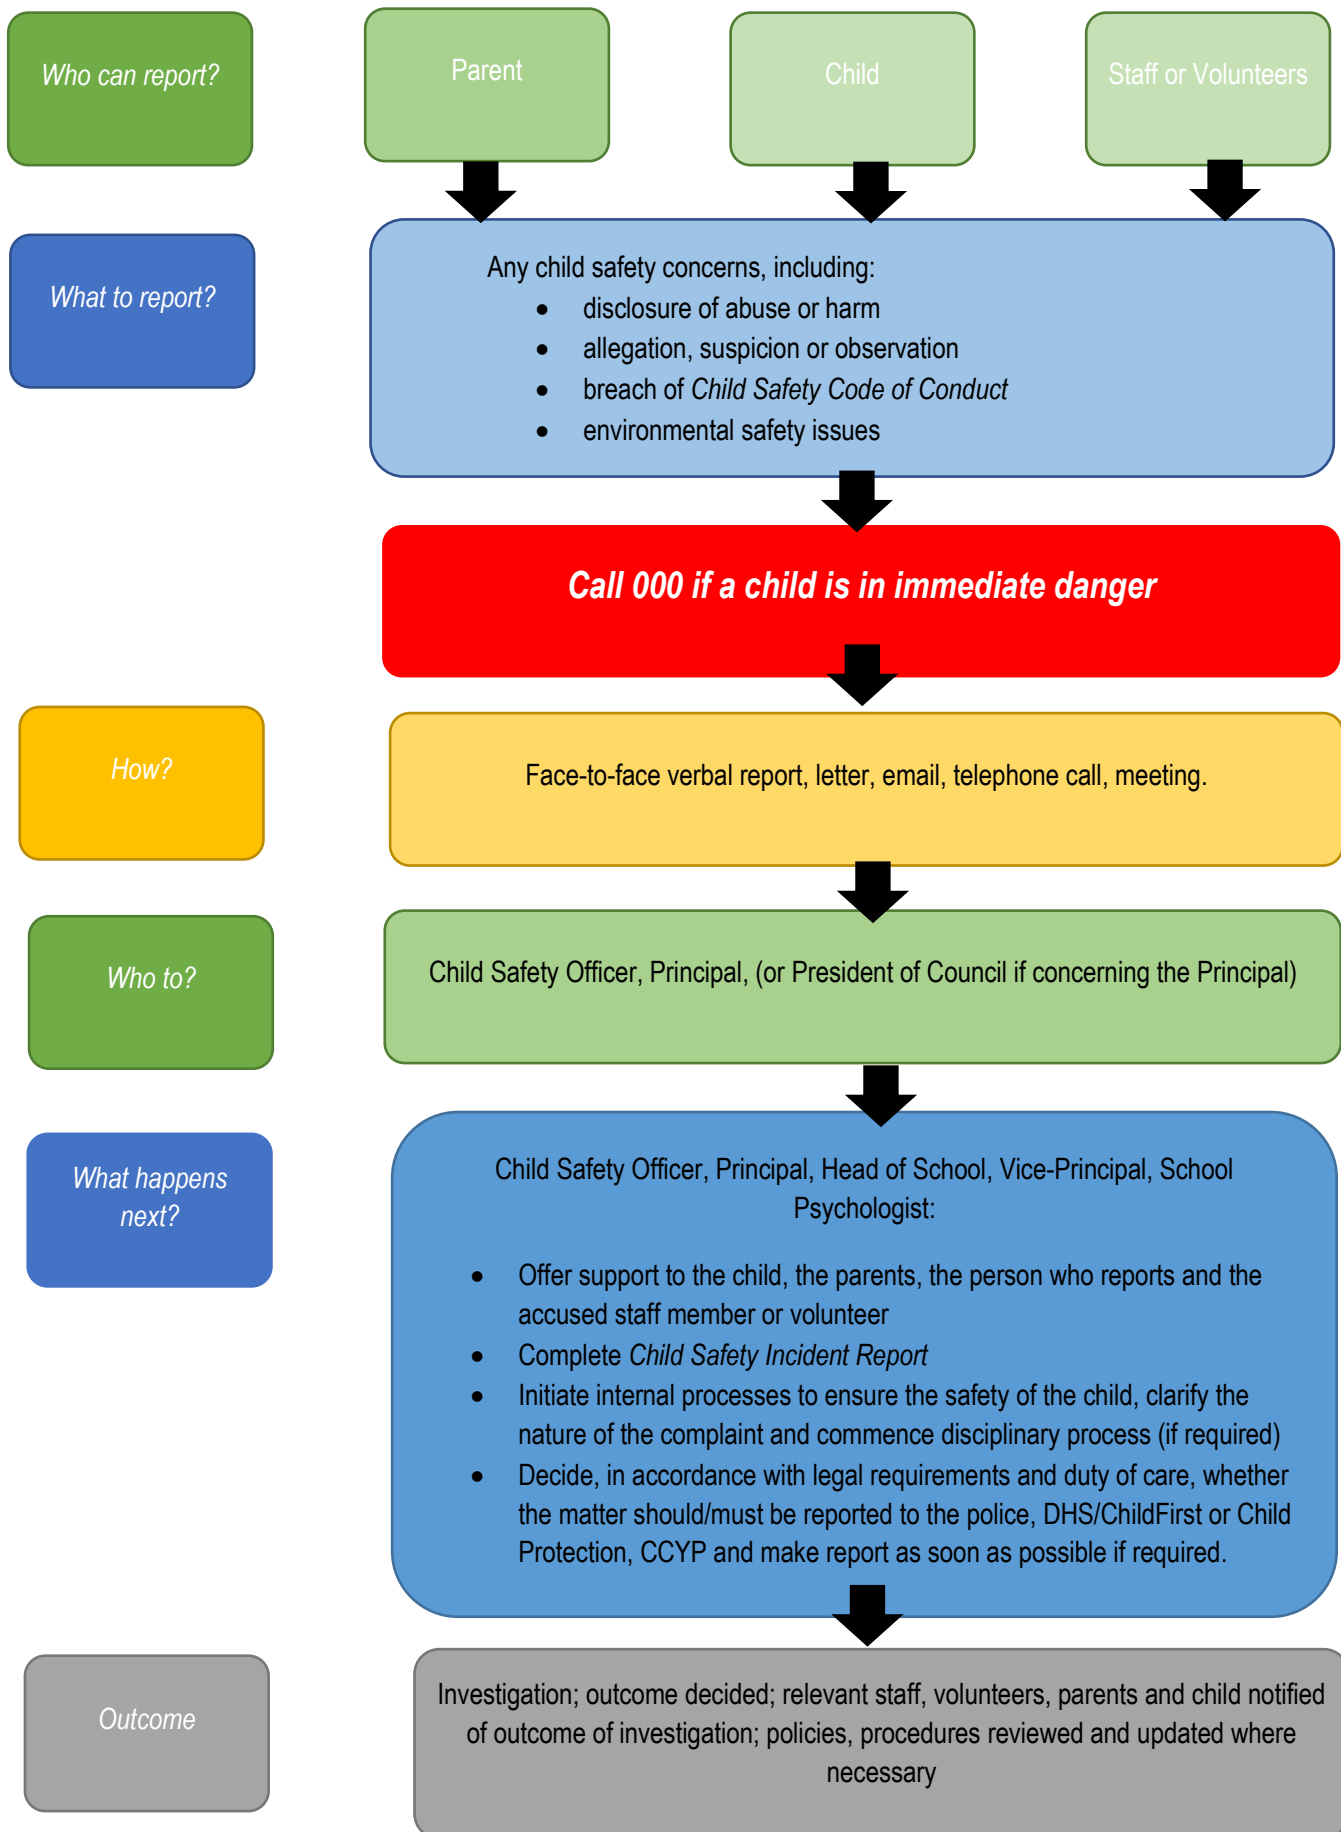 Who can report?
Parent
Child
Staff or Volunteers
What to report?
Any child safety concerns, including:
• disclosure of abuse or harm
• allegation, suspicion or observation
• breach of Child Safety Code of Conduct
• environmental safety issues
Call 000 if a child is in immediate danger
How?
Face-to-face verbal report, letter, email, telephone call, meeting.
Who to?
Child Safety Officer, Principal, (or President of Council if concerning the Principal)
What happens
next?
Child Safety Officer, Principal, Head of School, Vice-Principal, School
Psychologist:
• Offer support to the child, the parents, the person who reports and the
accused staff member or volunteer
• Complete Child Safety Incident Report
• Initiate internal processes to ensure the safety of the child, clarify the
nature of the complaint and commence disciplinary process (if required)
• Decide, in accordance with legal requirements and duty of care, whether
the matter should/must be reported to the police, DHS/ChildFirst or Child
Protection, CCYP and make report as soon as possible if required.
Outcome
Investigation; outcome decided; relevant staff, volunteers, parents and child notified
of outcome of investigation; policies, procedures reviewed and updated where
necessary